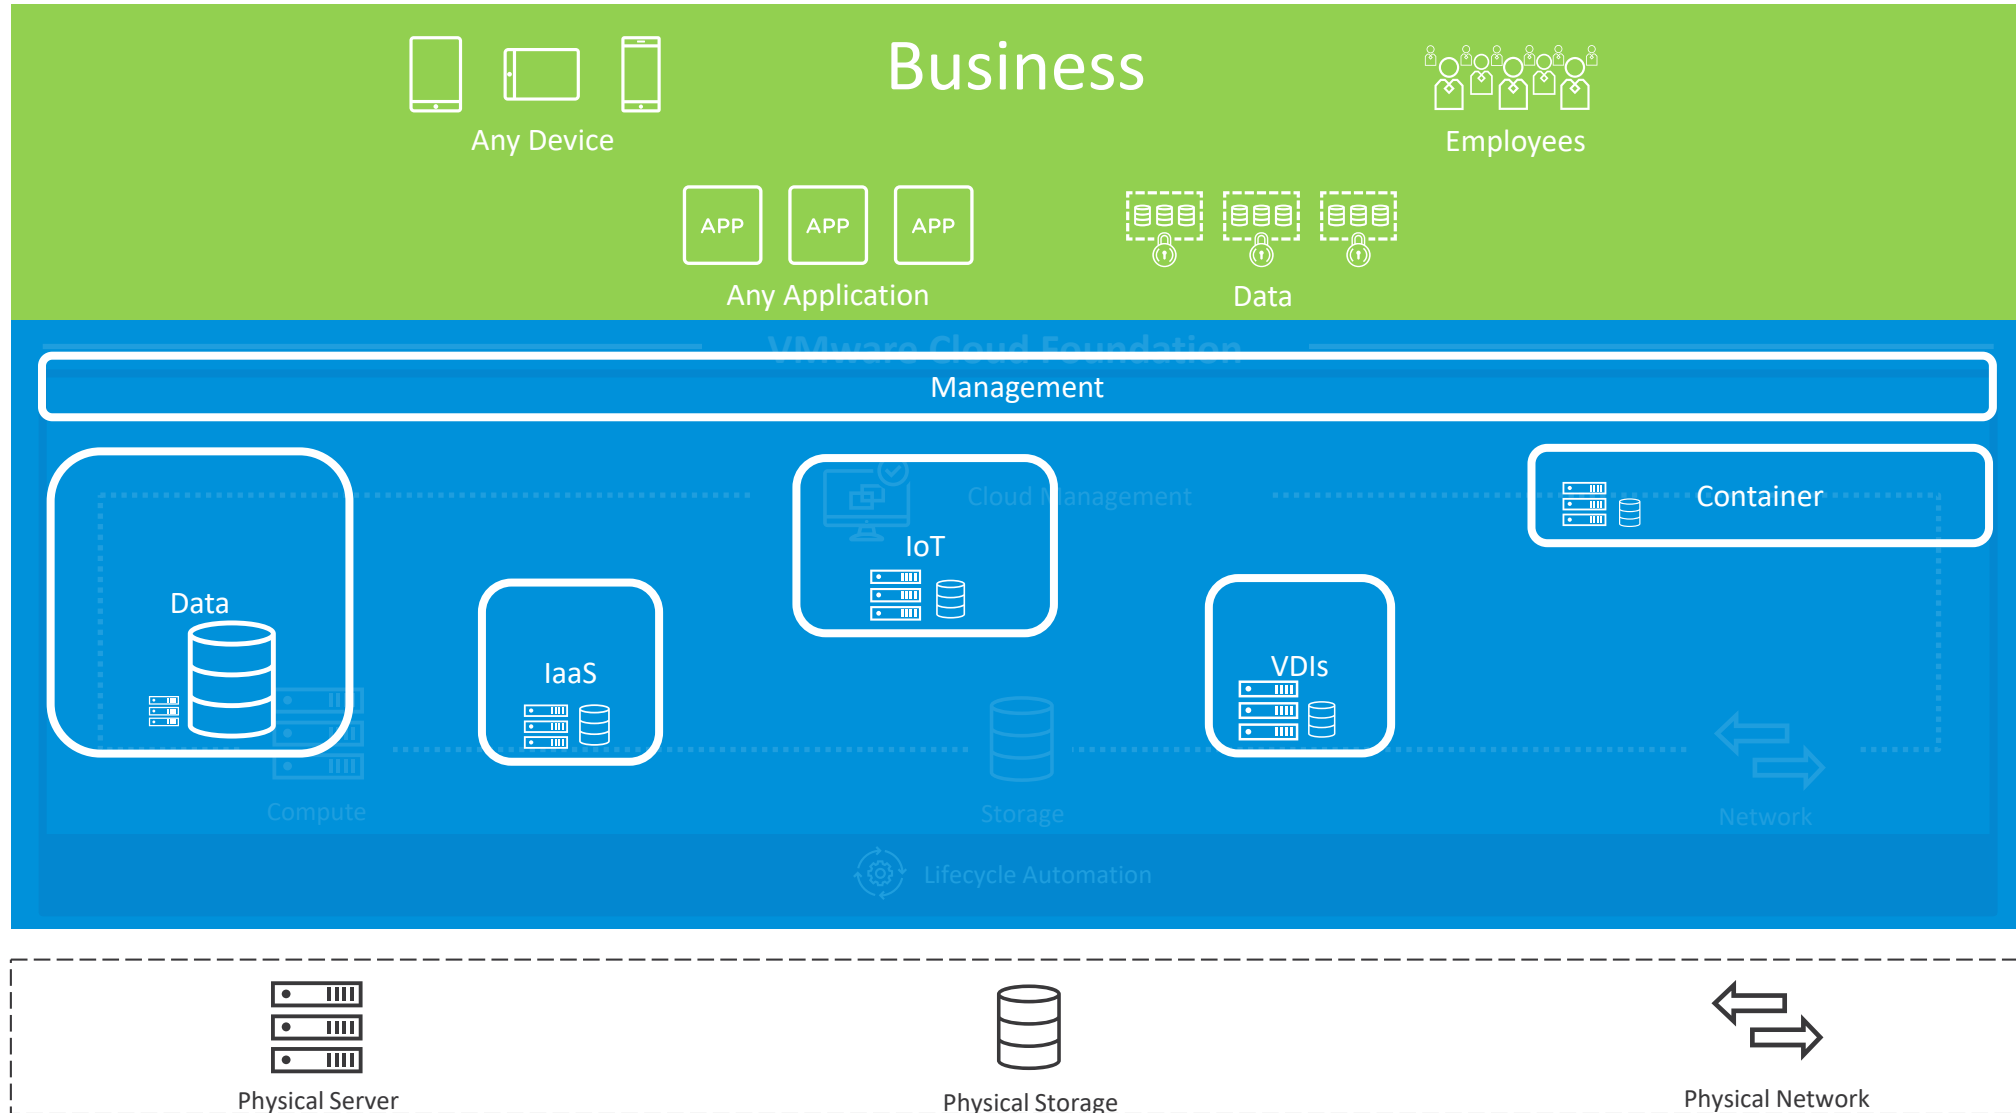 Business
Any Device
Employees
APP APP APP
Any Application
Data
VMware Cloud Foundation
Management
Cloud Management
Container
IoT
Data
IaaS
VDIs
Compute
Storage
Network
Lifecycle Automation
Physical Server
Physical Storage
Physical Network